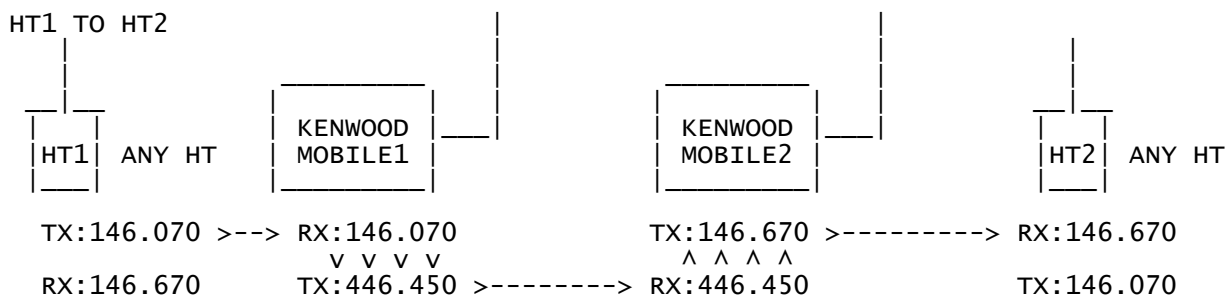 HT1 TO HT2
KENWOOD KENWOOD
HT1 ANY HT MOBILE1 MOBILE2 HT2 ANY HT
TX:146.070 >--> RX:146.070 TX:146.670 >---------> RX:146.670
v v v v ^ ^ ^ ^
RX:146.670 TX:446.450 >--------> RX:446.450 TX:146.070